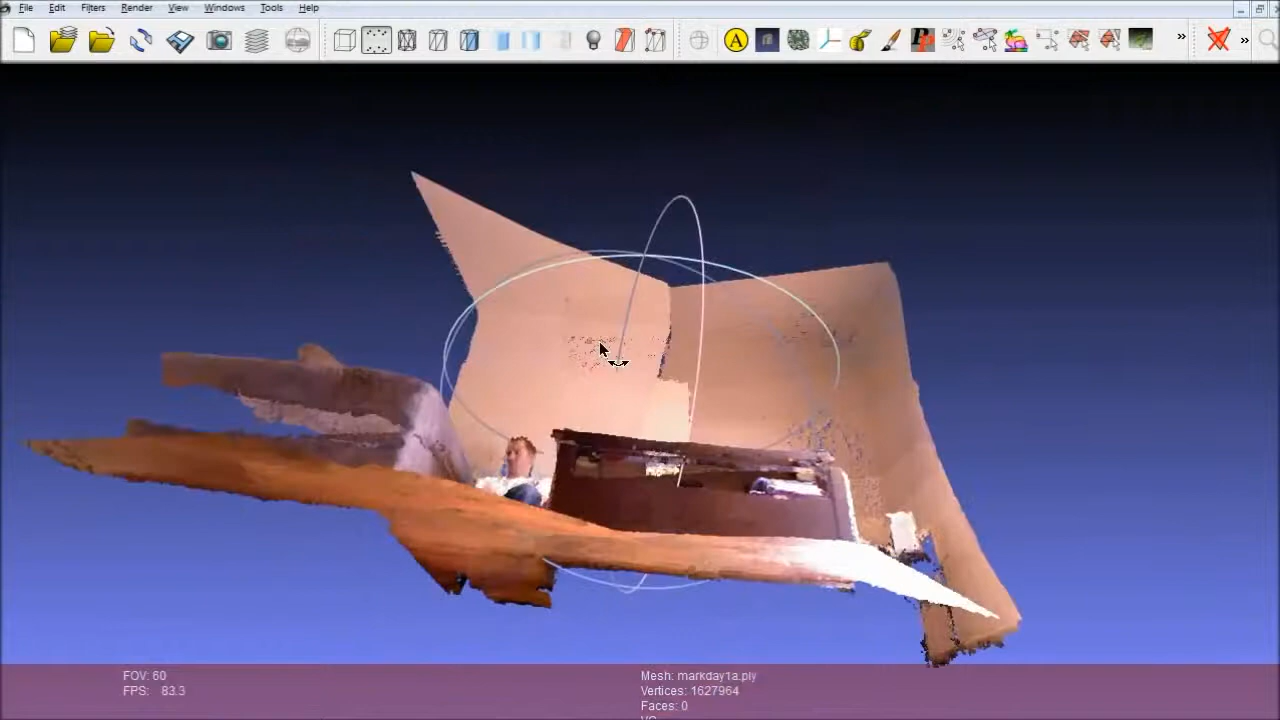 File Edit Filters Render View Windows Tools Help
A
FOV: 60
FPS: 83.3
Mesh: markday1a.ply
Vertices: 1627964
Faces: 0
VC